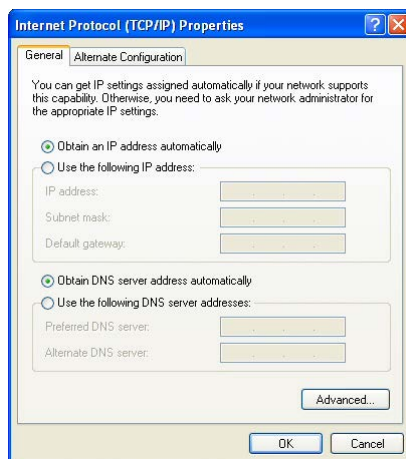 Internet Protocol (TCP/IP) Properties
General
Alternate Configuration
You can get IP settings assigned automatically if your network supports
this capability. Otherwise, you need to ask your network administrator for
the appropriate IP settings.
Obtain an IP address automatically
Use the following IP address:
IP address:
Subnet mask:
Default gateway:
Obtain DNS server address automatically
Use the following DNS server addresses:
Preferred DNS server:
Alternate DNS server:
Advanced...
OK
Cancel